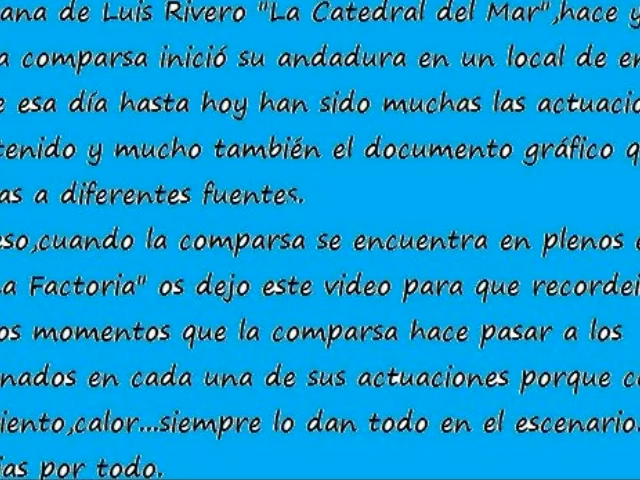 ana de Luis Rivero "La Catedral del Mar",hace y
a comparsa inició su andadura en un local de e
e esa día hasta hoy han sido muchas las actuacio
tenido y mucho también el documento gráfico q
as a diferentes fuentes.
eso,cuando la comparsa se encuentra en plenos e
a Factoria" os dejo este video para que recordei
os momentos que la comparsa hace pasar a los
nados en cada una de sus actuaciones porque c
iento,calor...siempre lo dan todo en el escenario.
ias por todo.